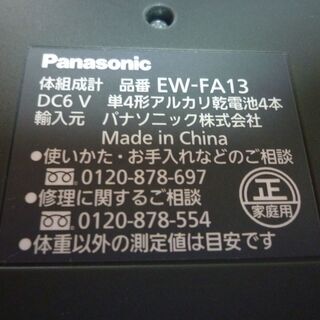 Panasonic
体組成計 品番 EW-FA13
DC6 V 単4形アルカリ乾電池4本
輸入元 パナソニック株式会社
Made in China
●使いかた・お手入れなどのご相談
0120-878-697
●修理に関するご相談
0120-878-554
正
家庭用
●体重以外の測定値は目安です